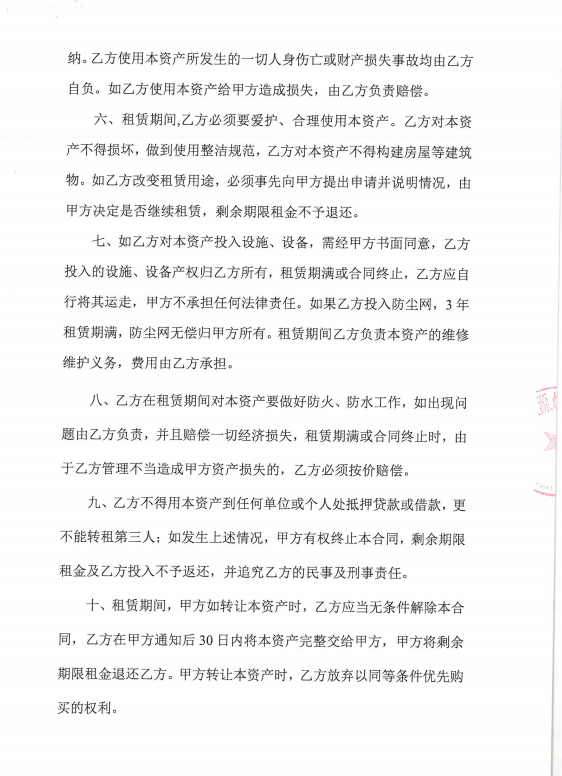 纳。乙方使用本资产所发生的一切人身伤亡或财产损失事故均由乙方
自负。如乙方使用本资产给甲方造成损失，由乙方负责赔偿。
六、租赁期间,乙方必须要爱护、合理使用本资产。乙方对本资
产不得损坏，做到使用整洁规范，乙方对本资产不得构建房屋等建筑
物。如乙方改变租赁用途，必须事先向甲方提出申请并说明情况，由
甲方决定是否继续租赁，剩余期限租金不予退还。
七、如乙方对本资产投入设施、设备，需经甲方书面同意，乙方
投入的设施、设备产权归乙方所有，租赁期满或合同终止，乙方应自
行将其运走，甲方不承担任何法律责任。如果乙方投入防尘网，3 年
租赁期满，防尘网无偿归甲方所有。租赁期间乙方负责本资产的维修
维护义务，费用由乙方承担。
八、乙方在租赁期间对本资产要做好防火、防水工作，如出现问
题由乙方负责，并且赔偿一切经济损失，租赁期满或合同终止时，由
于乙方管理不当造成甲方资产损失的，乙方必须按价赔偿。
九、乙方不得用本资产到任何单位或个人处抵押贷款或借款，更
不能转租第三人；如发生上述情况，甲方有权终止本合同，剩余期限
租金及乙方投入不予返还，并追究乙方的民事及刑事责任。
十、租赁期间，甲方如转让本资产时，乙方应当无条件解除本合
同，乙方在甲方通知后 30 日内将本资产完整交给甲方，甲方将剩余
期限租金退还乙方。甲方转让本资产时，乙方放弃以同等条件优先购
买的权利。